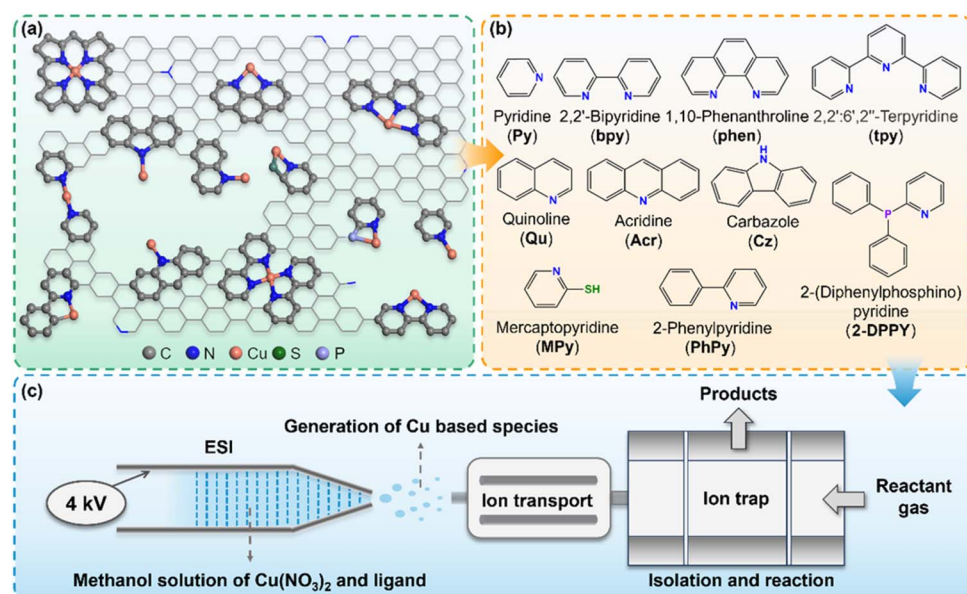 (a)
C N Cu S P
(b)
N
N N
N N
N N N
Pyridine 2,2'-Bipyridine 1,10-Phenanthroline 2,2':6',2''-Terpyridine
(Py) (bpy) (phen) (tpy)
N
N
H
N
P N
Quinoline Acridine Carbazole
(Qu) (Acr) (Cz)
N SH
N
2-(Diphenylphosphino)
Mercaptopyridine 2-Phenylpyridine pyridine
(MPy) (PhPy) (2-DPPY)
(c)
Products
Generation of Cu based species
ESI
4 kV
Ion transport
Ion trap
Reactant
gas
Methanol solution of Cu(NO₃)₂ and ligand
Isolation and reaction